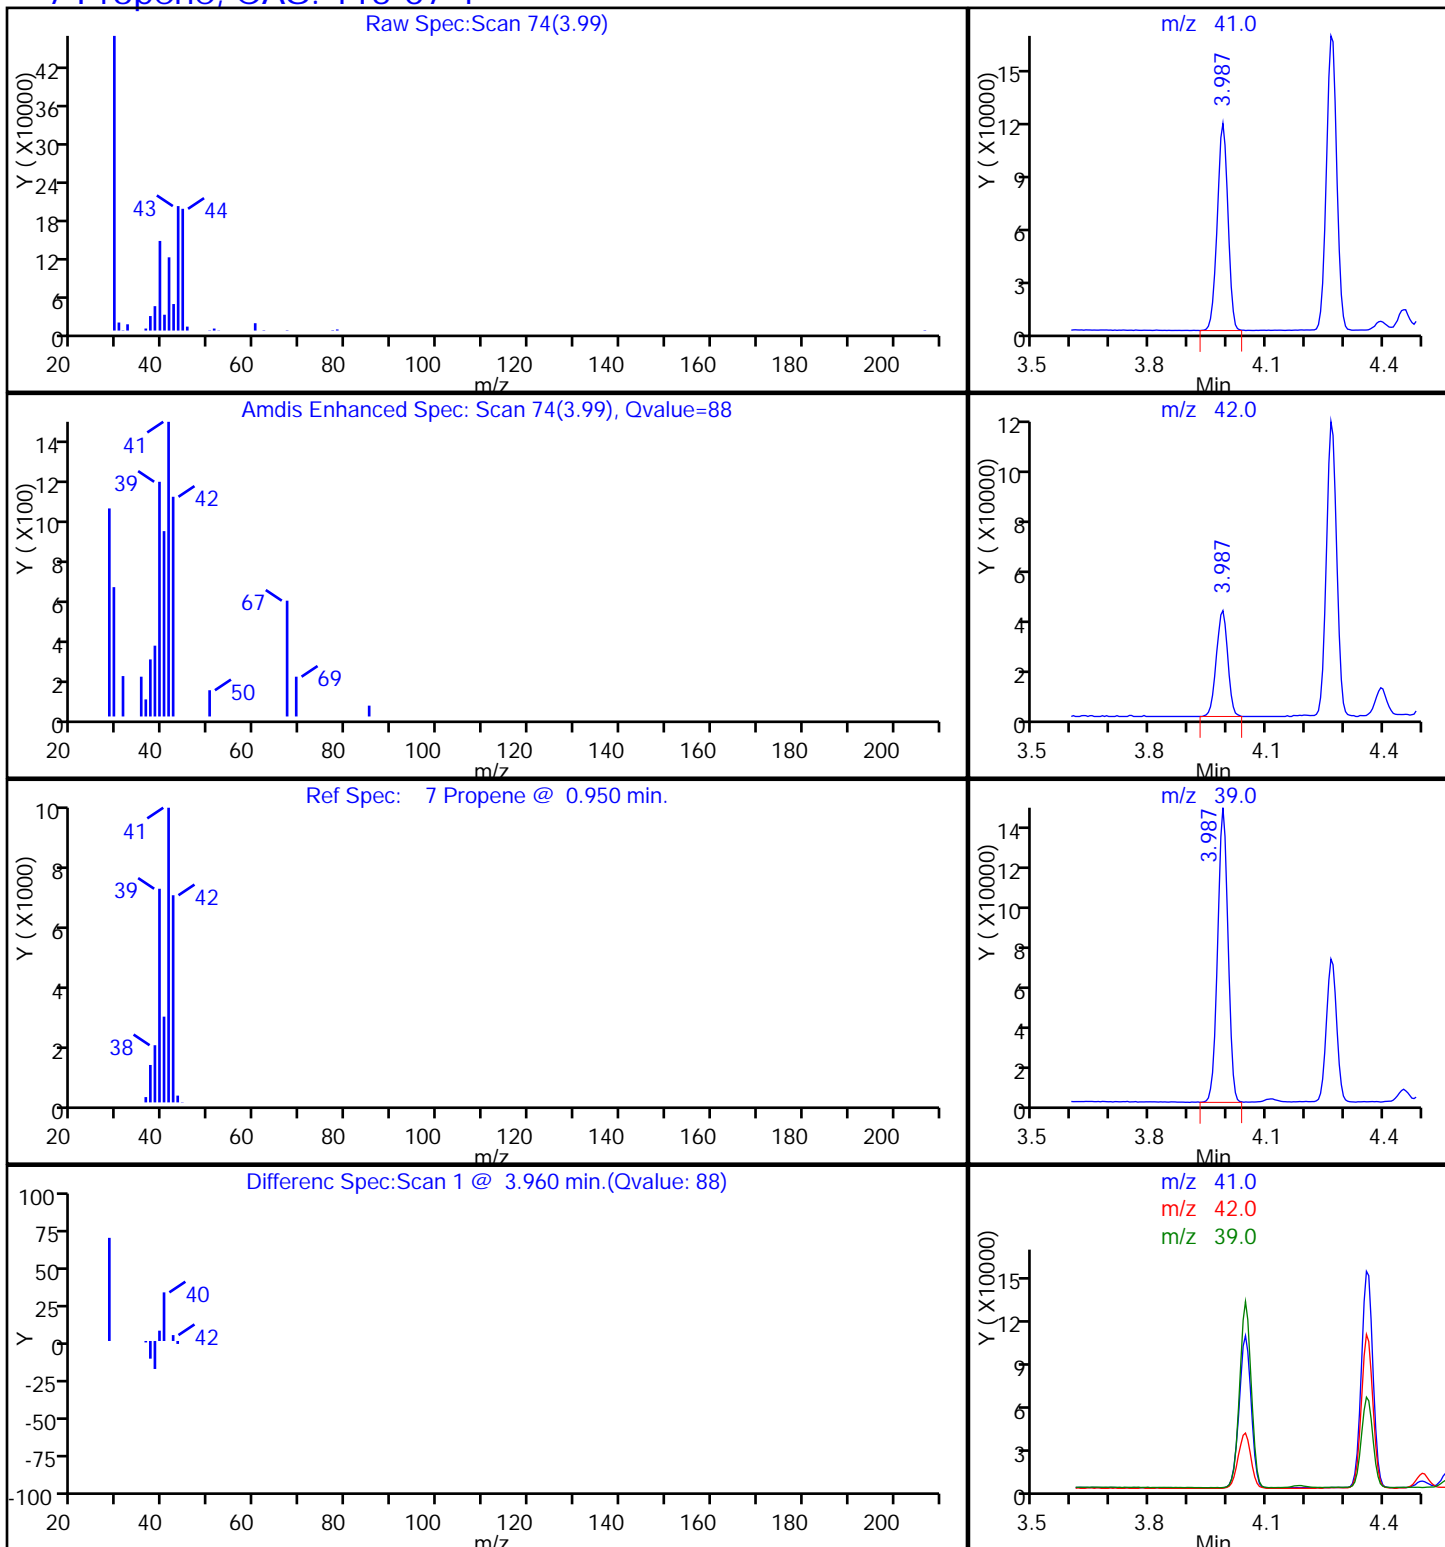 7 Propene, CAS: 115-07-1
Raw Spec:Scan 74(3.99)
Y ( X10000)
42
36
30
24
18
12
6
0
43
44
20 40 60 80 100 120 140 160 180 200
m/z
m/z 41.0
Y ( X10000)
15
12
9
6
3
0
3.987
3.5 3.8 4.1 4.4
Min
Amdis Enhanced Spec: Scan 74(3.99), Qvalue=88
Y ( X100)
14
12
10
8
6
4
2
0
41
39
42
67
50
69
20 40 60 80 100 120 140 160 180 200
m/z
m/z 42.0
Y ( X10000)
12
10
8
6
4
2
0
3.987
3.5 3.8 4.1 4.4
Min
Ref Spec: 7 Propene @ 0.950 min.
Y ( X1000)
10
8
6
4
2
0
41
39
42
38
20 40 60 80 100 120 140 160 180 200
m/z
m/z 39.0
Y ( X10000)
14
12
10
8
6
4
2
0
3.987
3.5 3.8 4.1 4.4
Min
Differenc Spec:Scan 1 @ 3.960 min.(Qvalue: 88)
Y
100
75
50
25
0
-25
-50
-75
-100
40
42
20 40 60 80 100 120 140 160 180 200
m/z
m/z 41.0
m/z 42.0
m/z 39.0
Y ( X10000)
15
12
9
6
3
0
3.5 3.8 4.1 4.4
Min